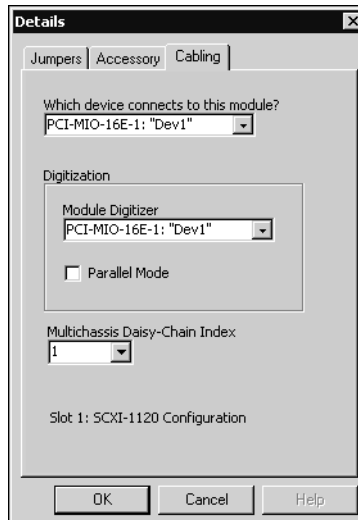 Details
Jumpers Accessory Cabling
Which device connects to this module?
PCI-MIO-16E-1: "Dev1"
Digitization
Module Digitizer
PCI-MIO-16E-1: "Dev1"
Parallel Mode
Multichassis Daisy-Chain Index
1
Slot 1: SCXI-1120 Configuration
OK Cancel Help